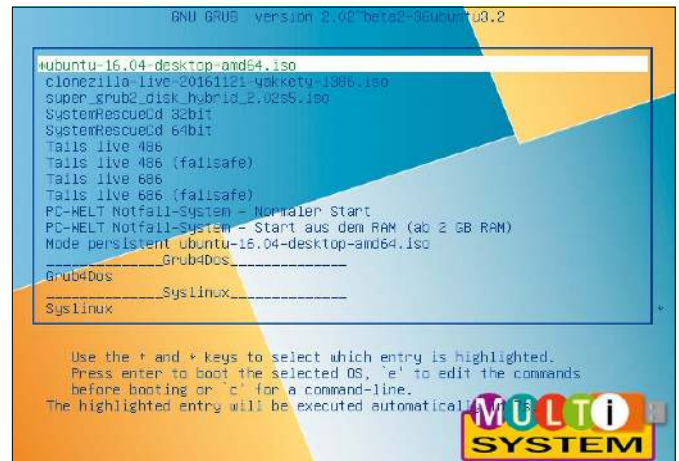 GNU GRUB version 2.02~beta2-36ubuntu3.2
*ubuntu-16.04-desktop-amd64.iso
clonezilla-live-20161121-yakkety-i386.iso
super_grub2_disk_hybrid_2.02s5.iso
SystemRescueCd 32bit
SystemRescueCd 64bit
Tails live 486
Tails live 486 (failsafe)
Tails live 686
Tails live 686 (failsafe)
PC-WELT Notfall-System - Normaler Start
PC-WELT Notfall-System - Start aus dem RAM (ab 2 GB RAM)
Mode persistent ubuntu-16.04-desktop-amd64.iso
______________Grub4Dos______________
Grub4Dos
______________Syslinux______________
Syslinux
Use the ↑ and ↓ keys to select which entry is highlighted.
Press enter to boot the selected OS, `e' to edit the commands
before booting or `c' for a command-line.
The highlighted entry will be executed automatically
MULTi
SYSTEM